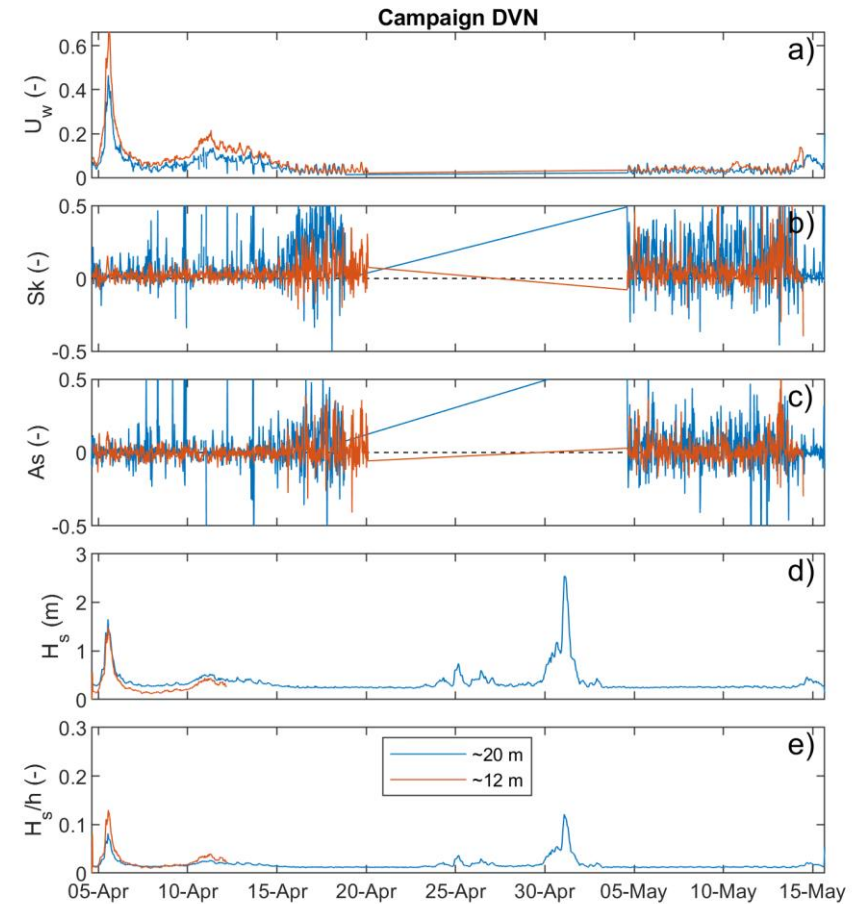 Campaign DVN
a)
U_w (-)
0.6
0.4
0.2
0
b)
Sk (-)
0.5
0
-0.5
c)
As (-)
0.5
0
-0.5
d)
H_s (m)
3
2
1
0
e)
H_s/h (-)
0.3
0.2
0.1
0
~20 m
~12 m
05-Apr 10-Apr 15-Apr 20-Apr 25-Apr 30-Apr 05-May 10-May 15-May